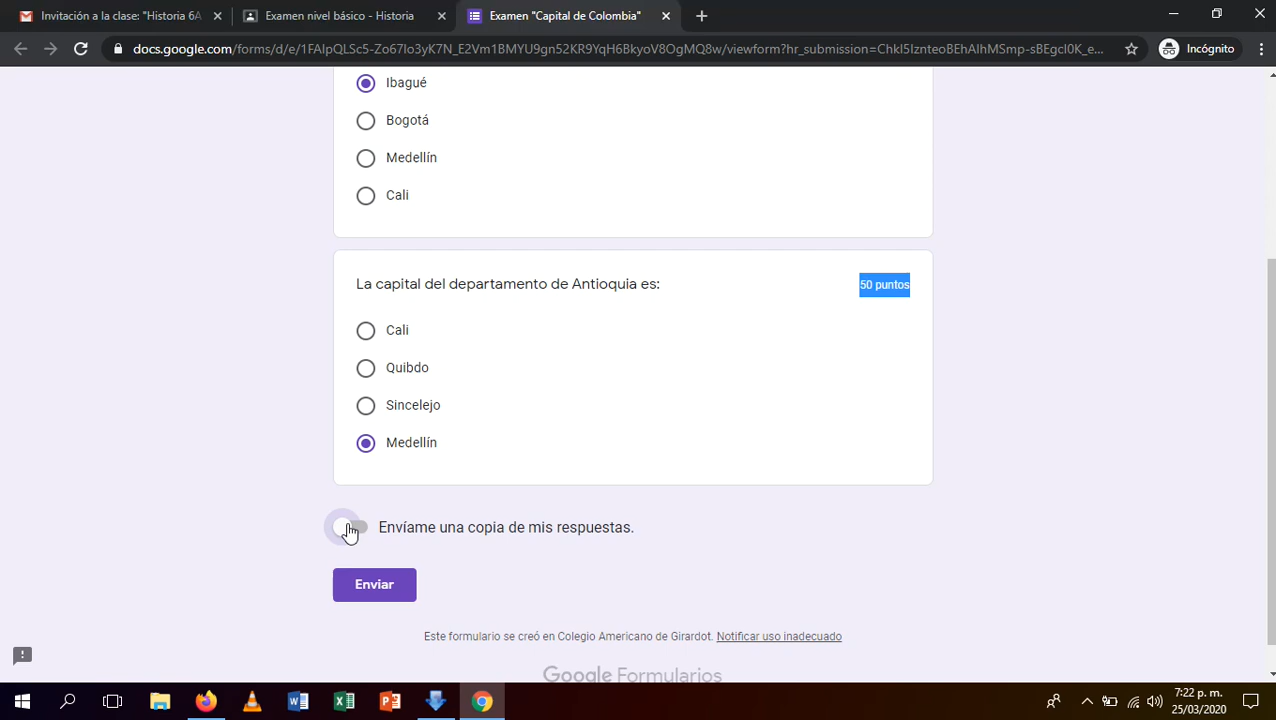 Invitación a la clase: "Historia 6A
Examen nivel básico - Historia
Examen "Capital de Colombia"
docs.google.com/forms/d/e/1FAIpQLSc5-Zo67Io3yK7N_E2Vm1BMYU9gn52KR9YqH6BkyoV8OgMQ8w/viewform?hr_submission=ChkI5IznteoBEhAIhMSmp-sBEgcI0K_e...
Incógnito
Ibagué
Bogotá
Medellín
Cali
La capital del departamento de Antioquia es:
50 puntos
Cali
Quibdo
Sincelejo
Medellín
Envíame una copia de mis respuestas.
Enviar
Este formulario se creó en Colegio Americano de Girardot. Notificar uso inadecuado
Google Formularios
7:22 p. m.
25/03/2020